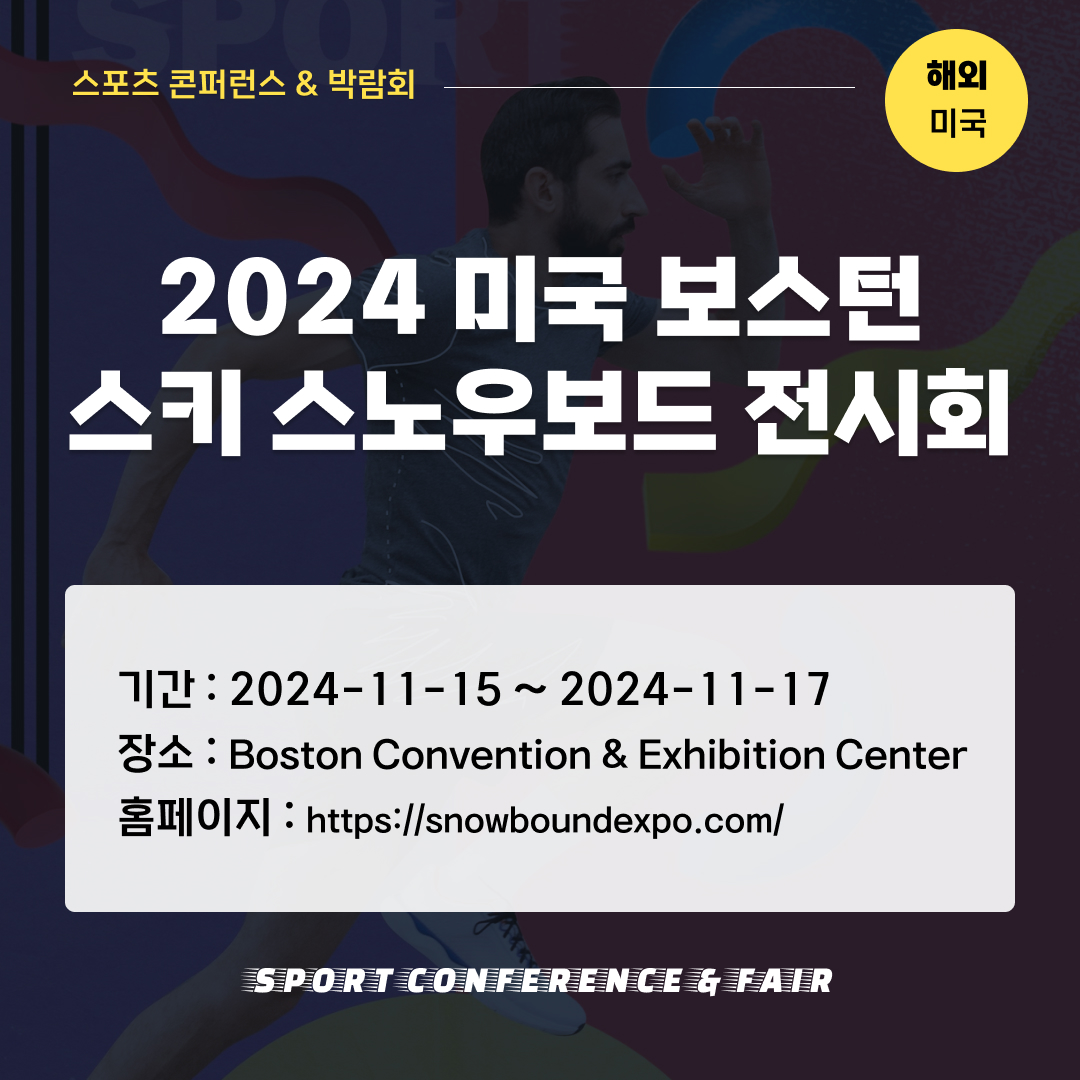 SPORT
스포츠 콘퍼런스 & 박람회
해외
미국
2024 미국 보스턴
스키 스노우보드 전시회
기간 : 2024-11-15 ~ 2024-11-17
장소 : Boston Convention & Exhibition Center
홈페이지 : https://snowboundexpo.com/
SPORT CONFERENCE & FAIR